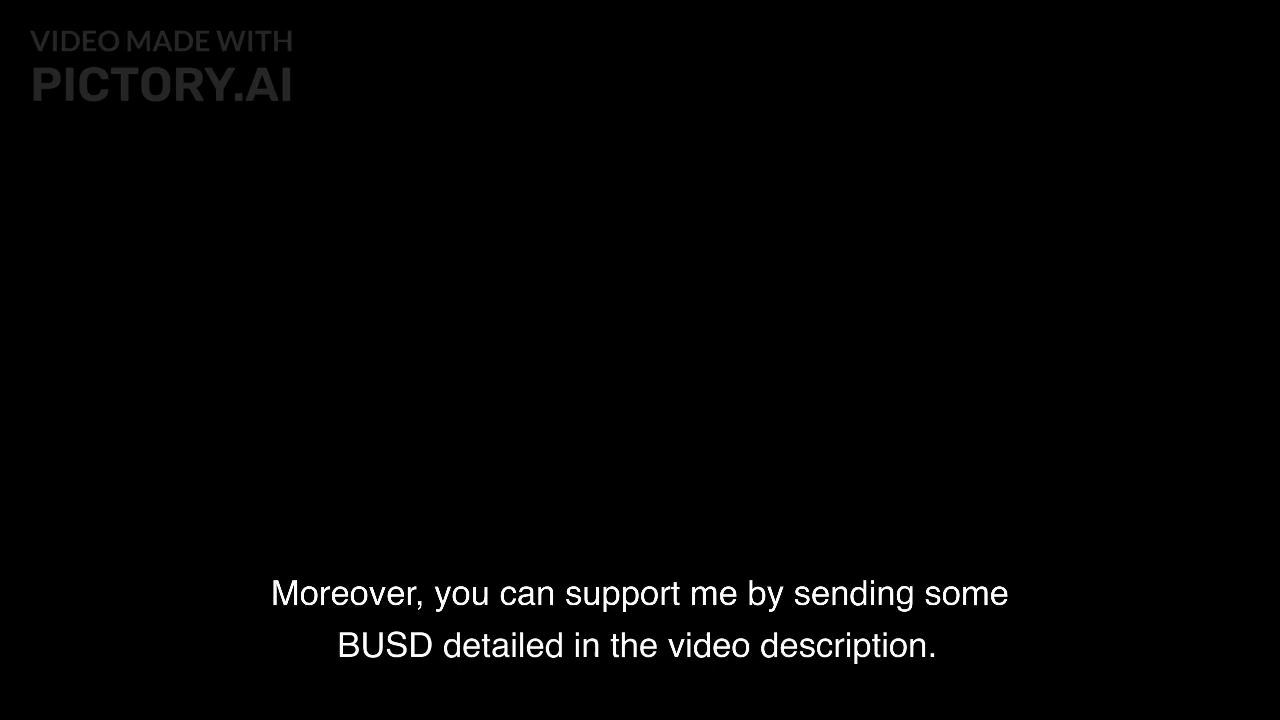 VIDEO MADE WITH
PICTORY.AI
Moreover, you can support me by sending some
BUSD detailed in the video description.